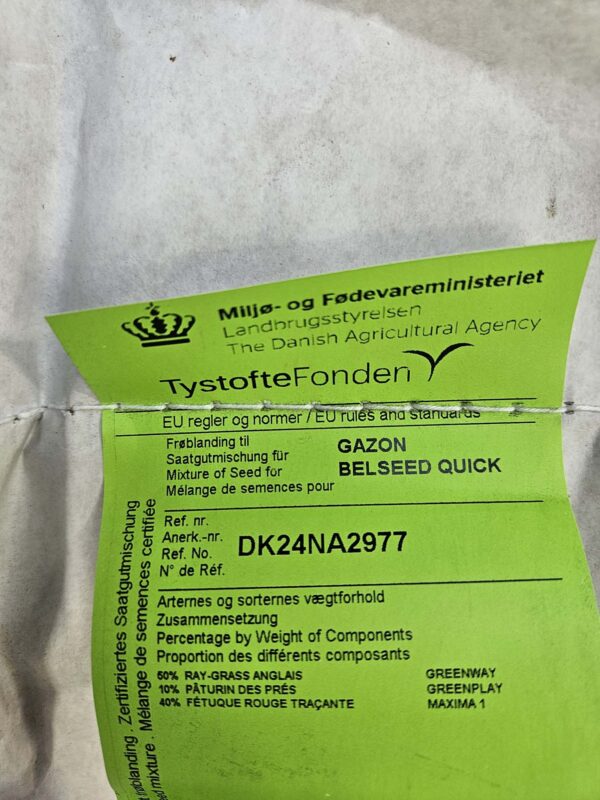 Miljø- og Fødevareministeriet
Landbrugsstyrelsen
The Danish Agricultural Agency
TystofteFonden
EU regler og normer / EU rules and standards
Frøblanding til
Saatgutmischung für
Mixture of Seed for
Mélange de semences pour
GAZON
BELSEED QUICK
Ref. nr.
Anerk.-nr.
Ref. No.
N° de Réf.
DK24NA2977
Arternes og sorternes vægtforhold
Zusammensetzung
Percentage by Weight of Components
Proportion des différents composants
50% RAY-GRASS ANGLAIS GREENWAY
10% PÂTURIN DES PRÉS GREENPLAY
40% FÉTUQUE ROUGE TRAÇANTE MAXIMA 1
frøblanding . Zertifiziertes Saatgutmischung
mixture . Mélange de semences certifiée